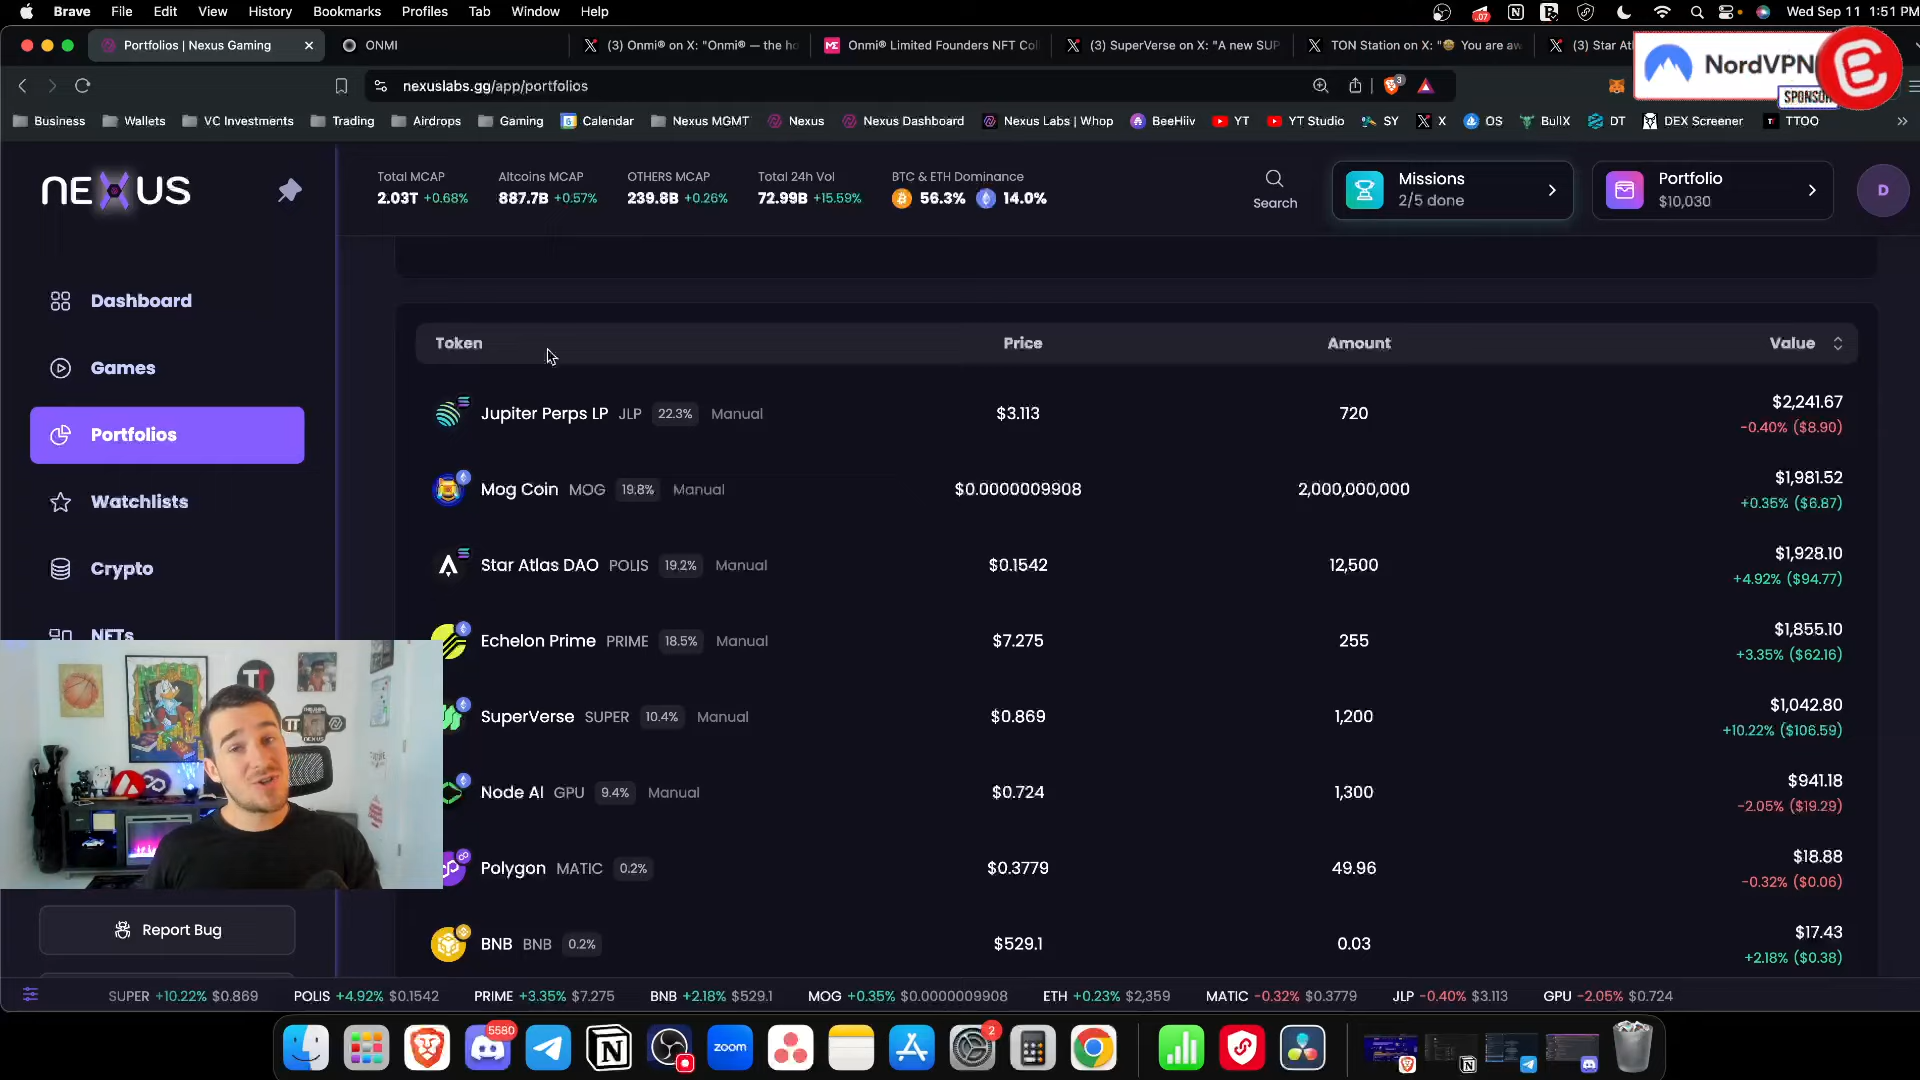 Brave File Edit View History Bookmarks Profiles Tab Window Help
.07
Wed Sep 11 1:51 PM
Portfolios | Nexus Gaming
ONMI
(3) Onmi® on X: "Onmi® — the ho
Onmi® Limited Founders NFT Coll
(3) SuperVerse on X: "A new SUP
TON Station on X: "🤩 You are aw
(3) Star Atl
NordVPN
SPONSOR
nexuslabs.gg/app/portfolios
3
Business Wallets VC Investments Trading Airdrops Gaming Calendar Nexus MGMT Nexus Nexus Dashboard Nexus Labs | Whop BeeHiiv YT YT Studio SY X OS BullX DT DEX Screener TTOO
NEXUS
Total MCAP
2.03T +0.68%
Altcoins MCAP
887.7B +0.57%
OTHERS MCAP
239.8B +0.26%
Total 24h Vol
72.99B +15.59%
BTC & ETH Dominance
56.3% 14.0%
Search
Missions
2/5 done
Portfolio
$10,030
D
Dashboard
Games
Portfolios
Watchlists
Crypto
NFTs
Report Bug
Token Price Amount Value
Jupiter Perps LP JLP 22.3% Manual $3.113 720 $2,241.67
-0.40% ($8.90)
Mog Coin MOG 19.8% Manual $0.0000009908 2,000,000,000 $1,981.52
+0.35% ($6.87)
Star Atlas DAO POLIS 19.2% Manual $0.1542 12,500 $1,928.10
+4.92% ($94.77)
Echelon Prime PRIME 18.5% Manual $7.275 255 $1,855.10
+3.35% ($62.16)
SuperVerse SUPER 10.4% Manual $0.869 1,200 $1,042.80
+10.22% ($106.59)
Node AI GPU 9.4% Manual $0.724 1,300 $941.18
-2.05% ($19.29)
Polygon MATIC 0.2% $0.3779 49.96 $18.88
-0.32% ($0.06)
BNB BNB 0.2% $529.1 0.03 $17.43
+2.18% ($0.38)
SUPER +10.22% $0.869 POLIS +4.92% $0.1542 PRIME +3.35% $7.275 BNB +2.18% $529.1 MOG +0.35% $0.0000009908 ETH +0.23% $2,359 MATIC -0.32% $0.3779 JLP -0.40% $3.113 GPU -2.05% $0.724
5580
zoom
2